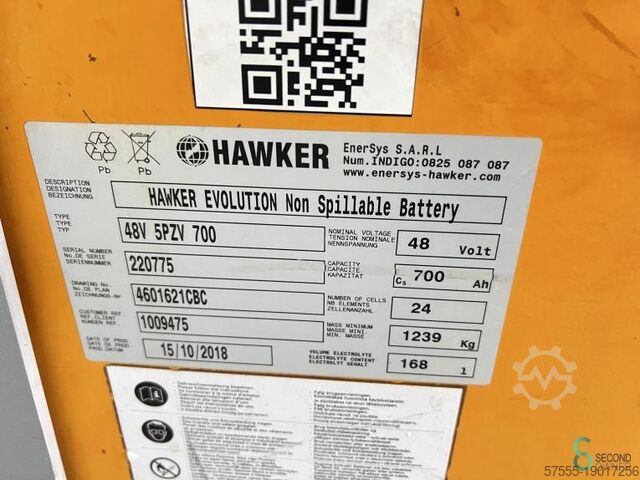 Pb
Pb
HAWKER
EnerSys S.A.R.L
Num.INDIGO:0825 087 087
www.enersys-hawker.com
DESCRIPTION
DESIGNATION
BEZEICHNUNG
HAWKER EVOLUTION Non Spillable Battery
TYPE
TYPE
TYP
48V 5PZV 700
NOMINAL VOLTAGE
TENSION NOMINALE
NENNSPANNUNG
48 Volt
SERIAL NUMBER
No.DE SERIE
SERIENNUMMER
220775
CAPACITY
CAPACITE
KAPAZITAT
C5 700 Ah
DRAWING No.
No.DE PLAN
ZEICHNUNGS-Nr
4601621CBC
NUMBER OF CELLS
NB ELEMENTS
ZELLENANZAHL
24
CUSTOMER REF.
REF.CLIENT
KUNDEN REF.
1009475
MASS MINIMUM
MASSE MINI.
MIN. MASSE
1239 Kg
PROD.DATE
DATE DE PROD.
PROD.DATUM
15/10/2018
VOLUME ELECTROLYTE
ELECTROLYTE CONTENT
ELECTROLYT GEHALT
168 l
Gebrauchsanweisung
SECOND
57555-19017256